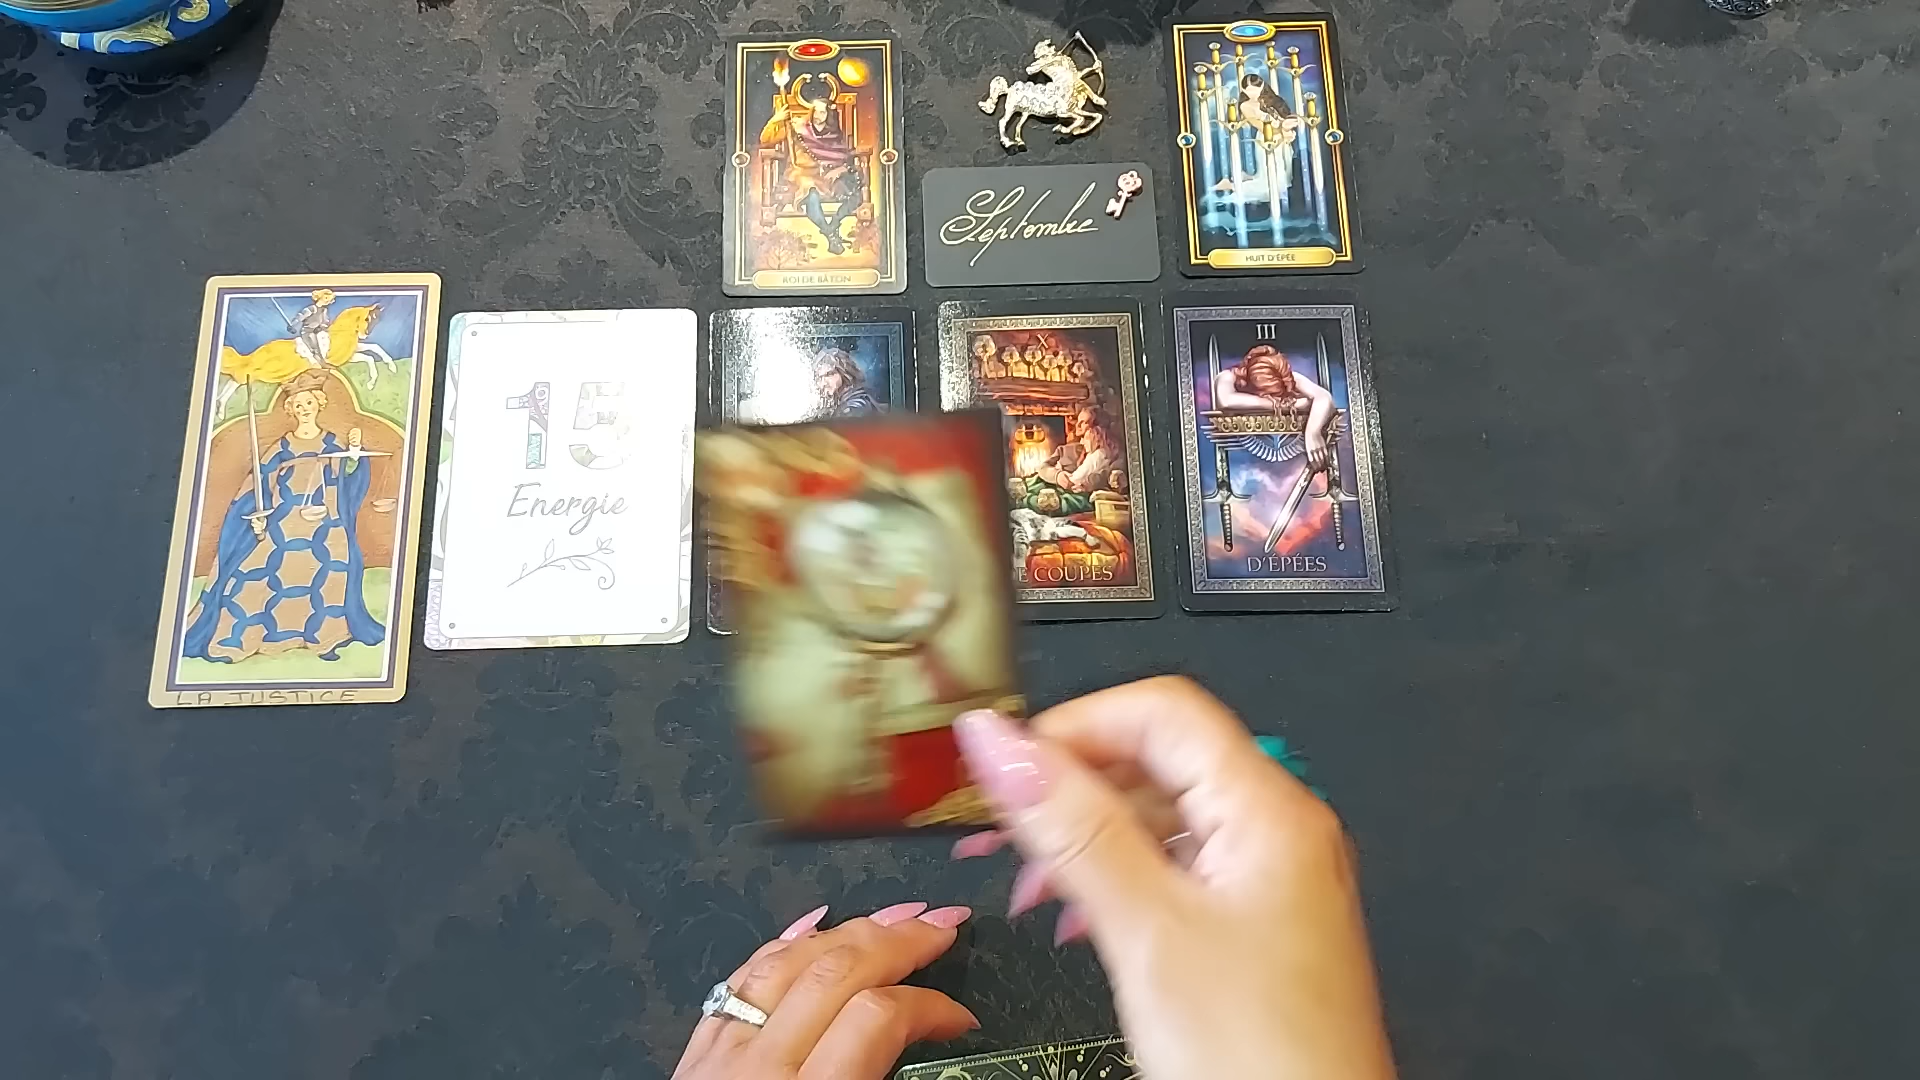 ROI DE BÂTON
Septembre
HUIT D'ÉPÉE
LA JUSTICE
15
Energie
X
E COUPES
III
D'ÉPÉES